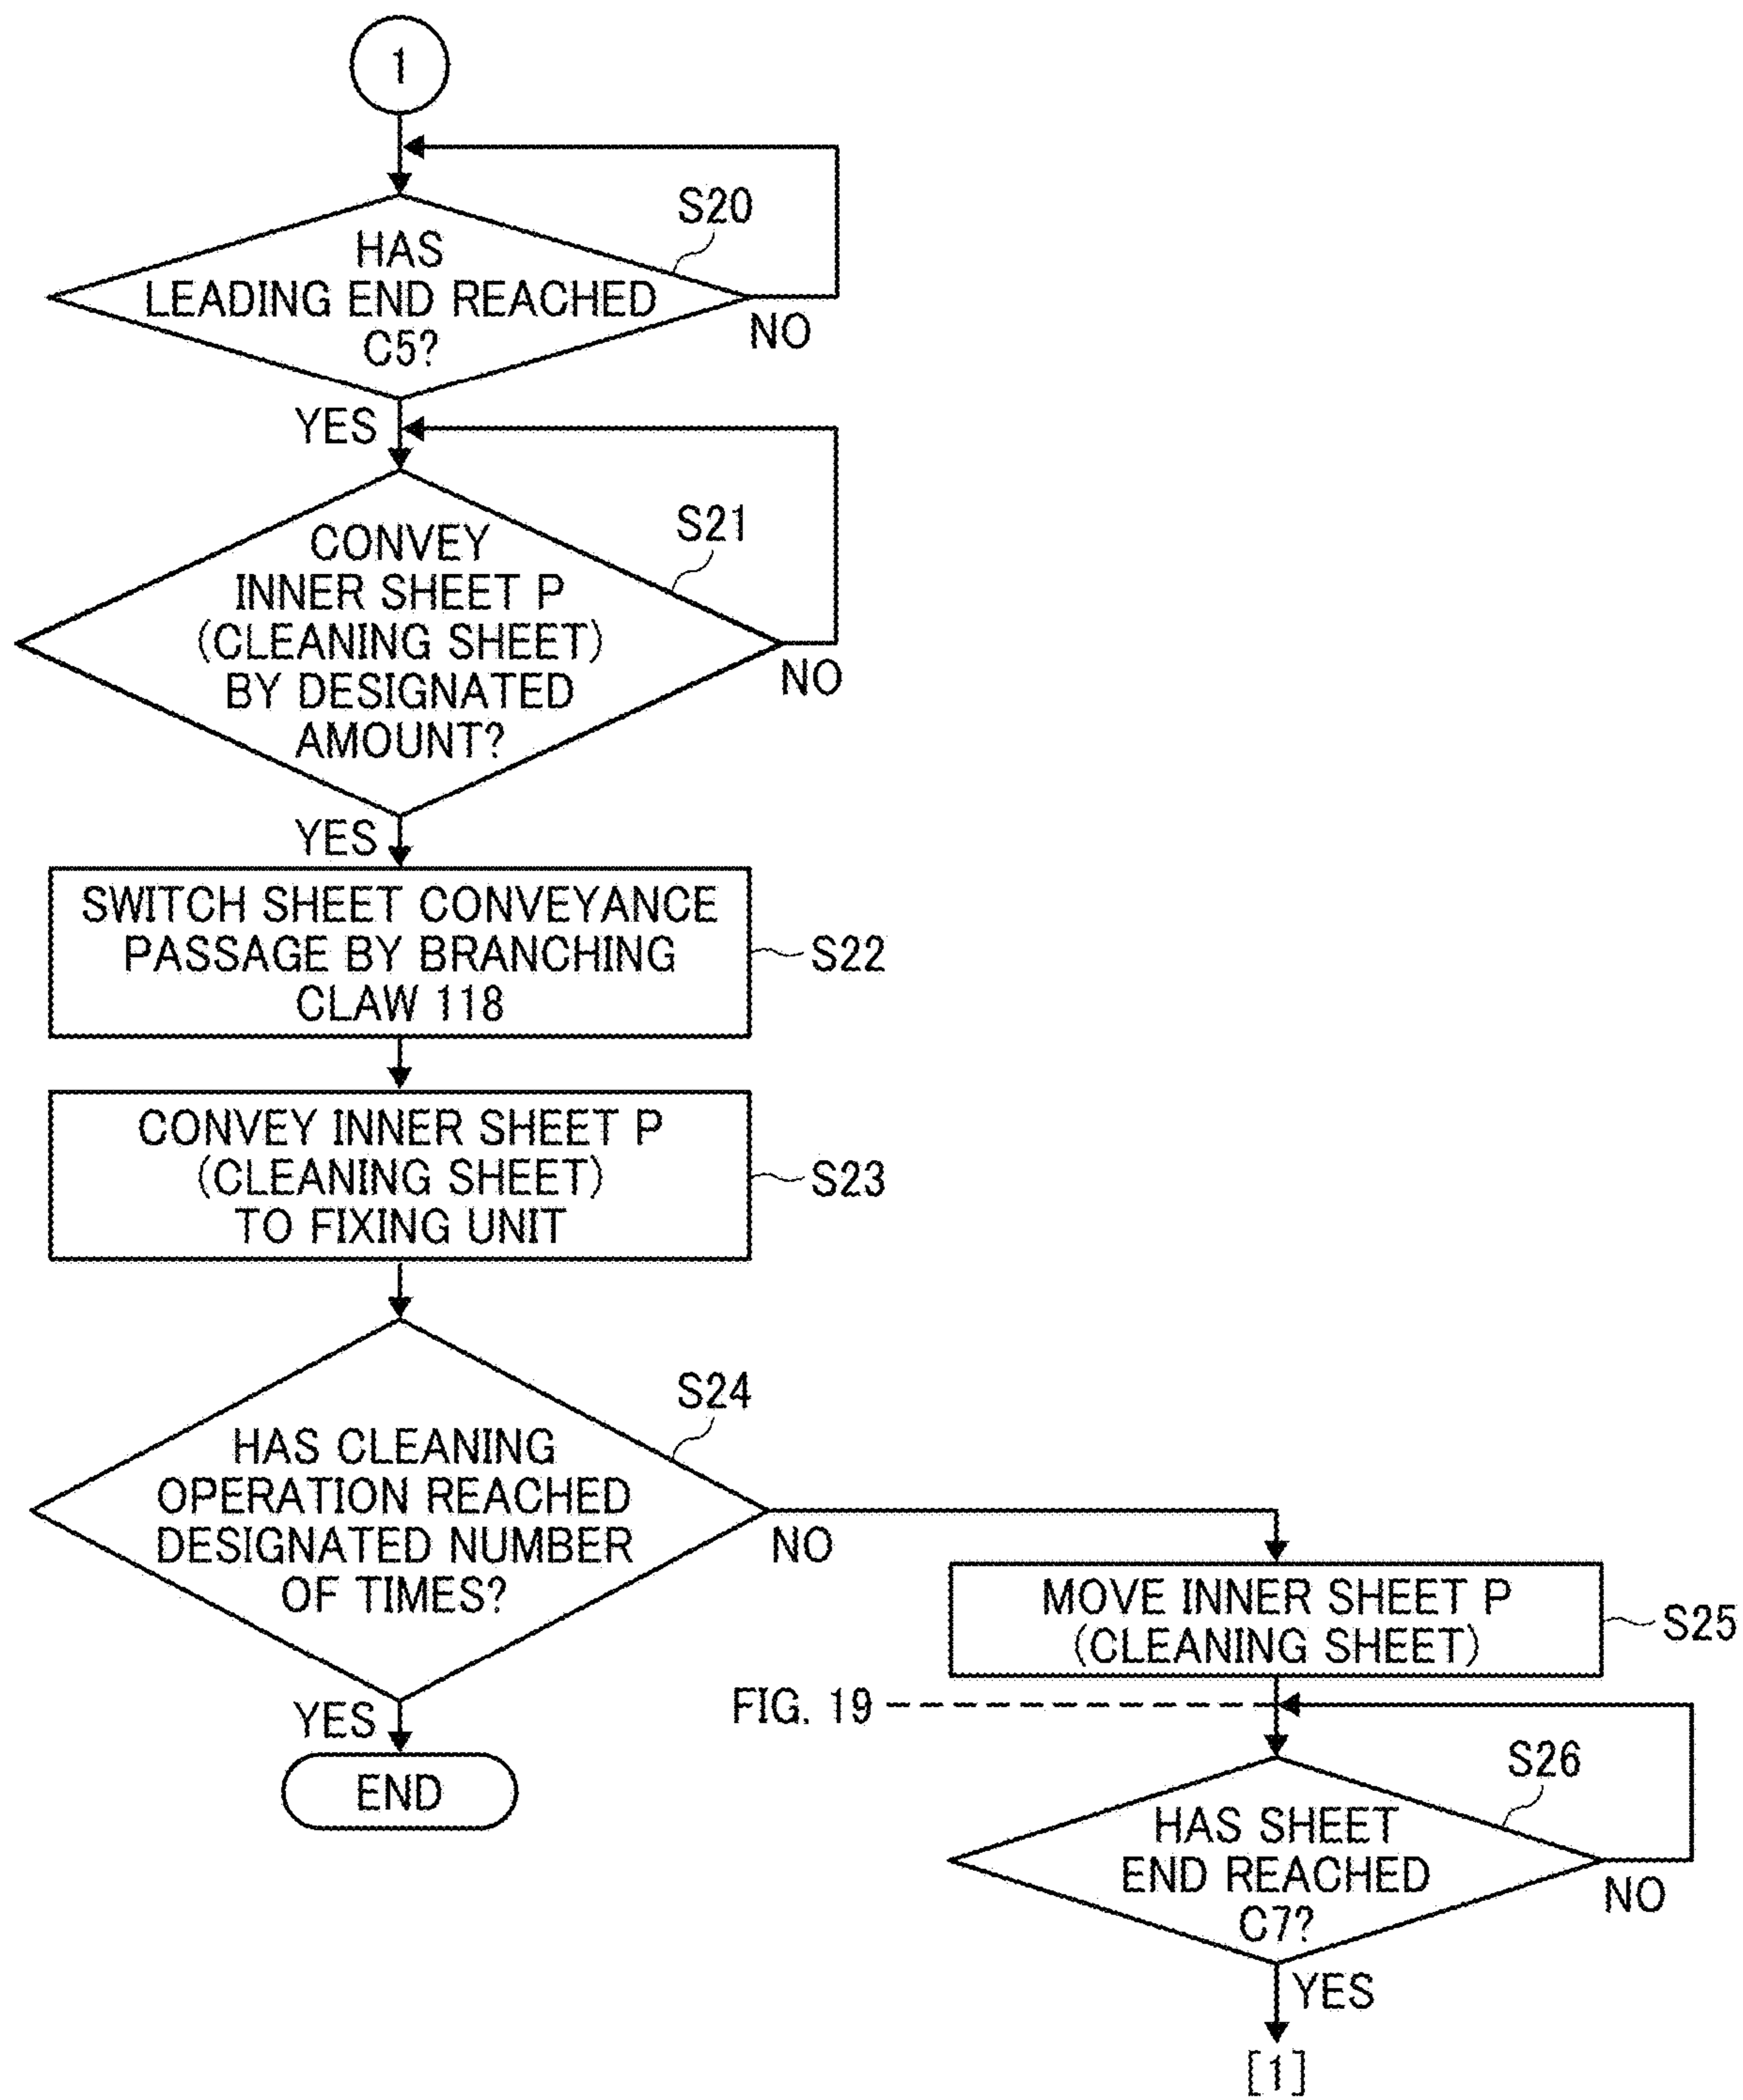 1
S20
HAS
LEADING END REACHED
C5?
NO
YES
S21
CONVEY
INNER SHEET P
(CLEANING SHEET)
BY DESIGNATED
AMOUNT?
NO
YES
SWITCH SHEET CONVEYANCE
PASSAGE BY BRANCHING
CLAW 118
S22
CONVEY INNER SHEET P
(CLEANING SHEET)
TO FIXING UNIT
S23
S24
HAS CLEANING
OPERATION REACHED
DESIGNATED NUMBER
OF TIMES?
NO
YES
END
MOVE INNER SHEET P
(CLEANING SHEET)
S25
FIG. 19
S26
HAS SHEET
END REACHED
C7?
NO
YES
[1]